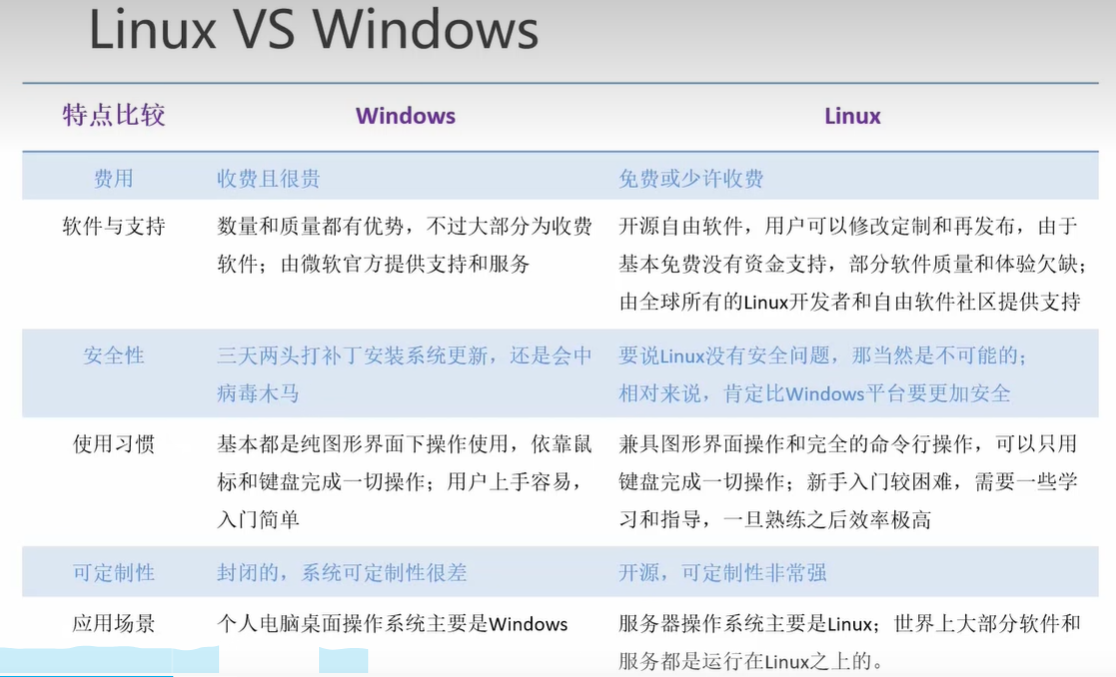 Linux VS Windows
特点比较 Windows Linux
费用 收费且很贵 免费或少许收费
软件与支持 数量和质量都有优势，不过大部分为收费 开源自由软件，用户可以修改定制和再发布，由于
软件；由微软官方提供支持和服务 基本免费没有资金支持，部分软件质量和体验欠缺；
由全球所有的Linux开发者和自由软件社区提供支持
安全性 三天两头打补丁安装系统更新，还是会中 要说Linux没有安全问题，那当然是不可能的；
病毒木马 相对来说，肯定比Windows平台要更加安全
使用习惯 基本都是纯图形界面下操作使用，依靠鼠 兼具图形界面操作和完全的命令行操作，可以只用
标和键盘完成一切操作；用户上手容易， 键盘完成一切操作；新手入门较困难，需要一些学
入门简单 习和指导，一旦熟练之后效率极高
可定制性 封闭的，系统可定制性很差 开源，可定制性非常强
应用场景 个人电脑桌面操作系统主要是Windows 服务器操作系统主要是Linux；世界上大部分软件和
服务都是运行在Linux之上的。